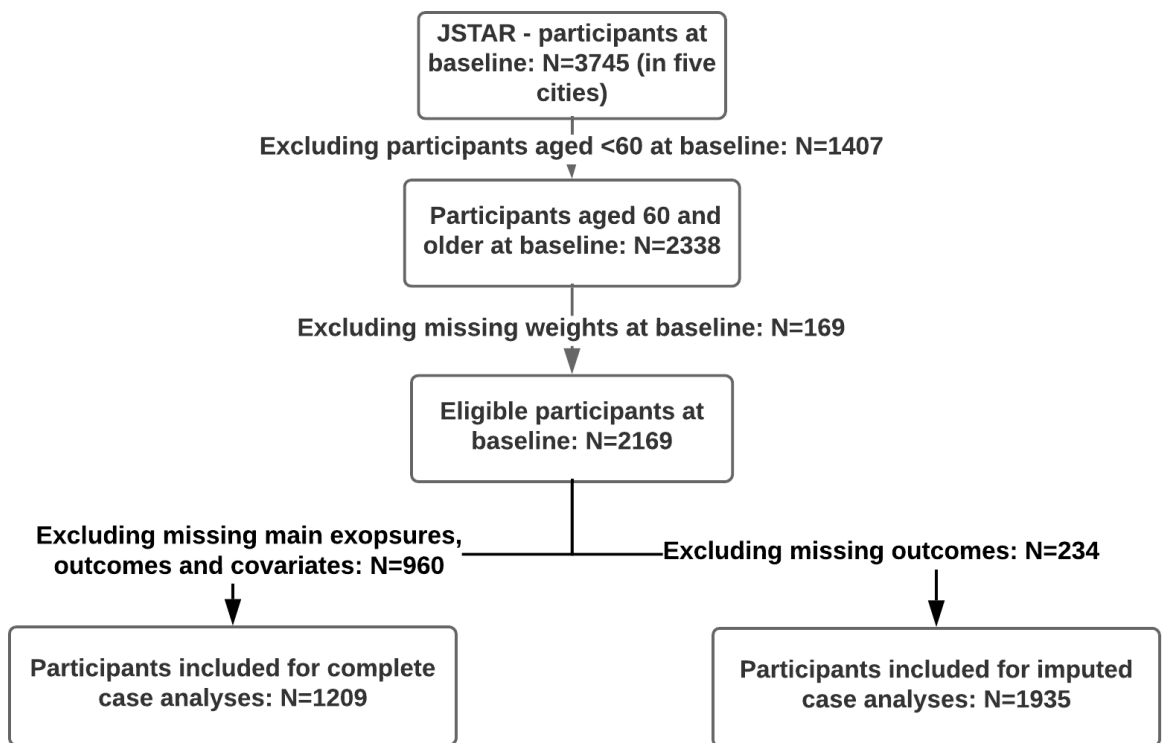 JSTAR - participants at
baseline: N=3745 (in five
cities)
Excluding participants aged <60 at baseline: N=1407
Participants aged 60 and
older at baseline: N=2338
Excluding missing weights at baseline: N=169
Eligible participants at
baseline: N=2169
Excluding missing main exopsures,
outcomes and covariates: N=960
Excluding missing outcomes: N=234
Participants included for complete
case analyses: N=1209
Participants included for imputed
case analyses: N=1935